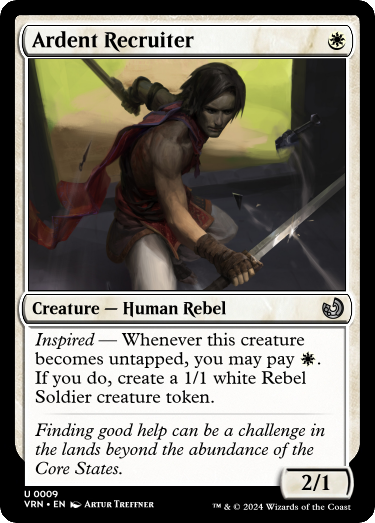 Ardent Recruiter
Creature — Human Rebel
Inspired — Whenever this creature
becomes untapped, you may pay .
If you do, create a 1/1 white Rebel
Soldier creature token.
Finding good help can be a challenge in
the lands beyond the abundance of the
Core States.
2/1
U 0009
VRN • EN Artur Treffner
™ & © 2024 Wizards of the Coast